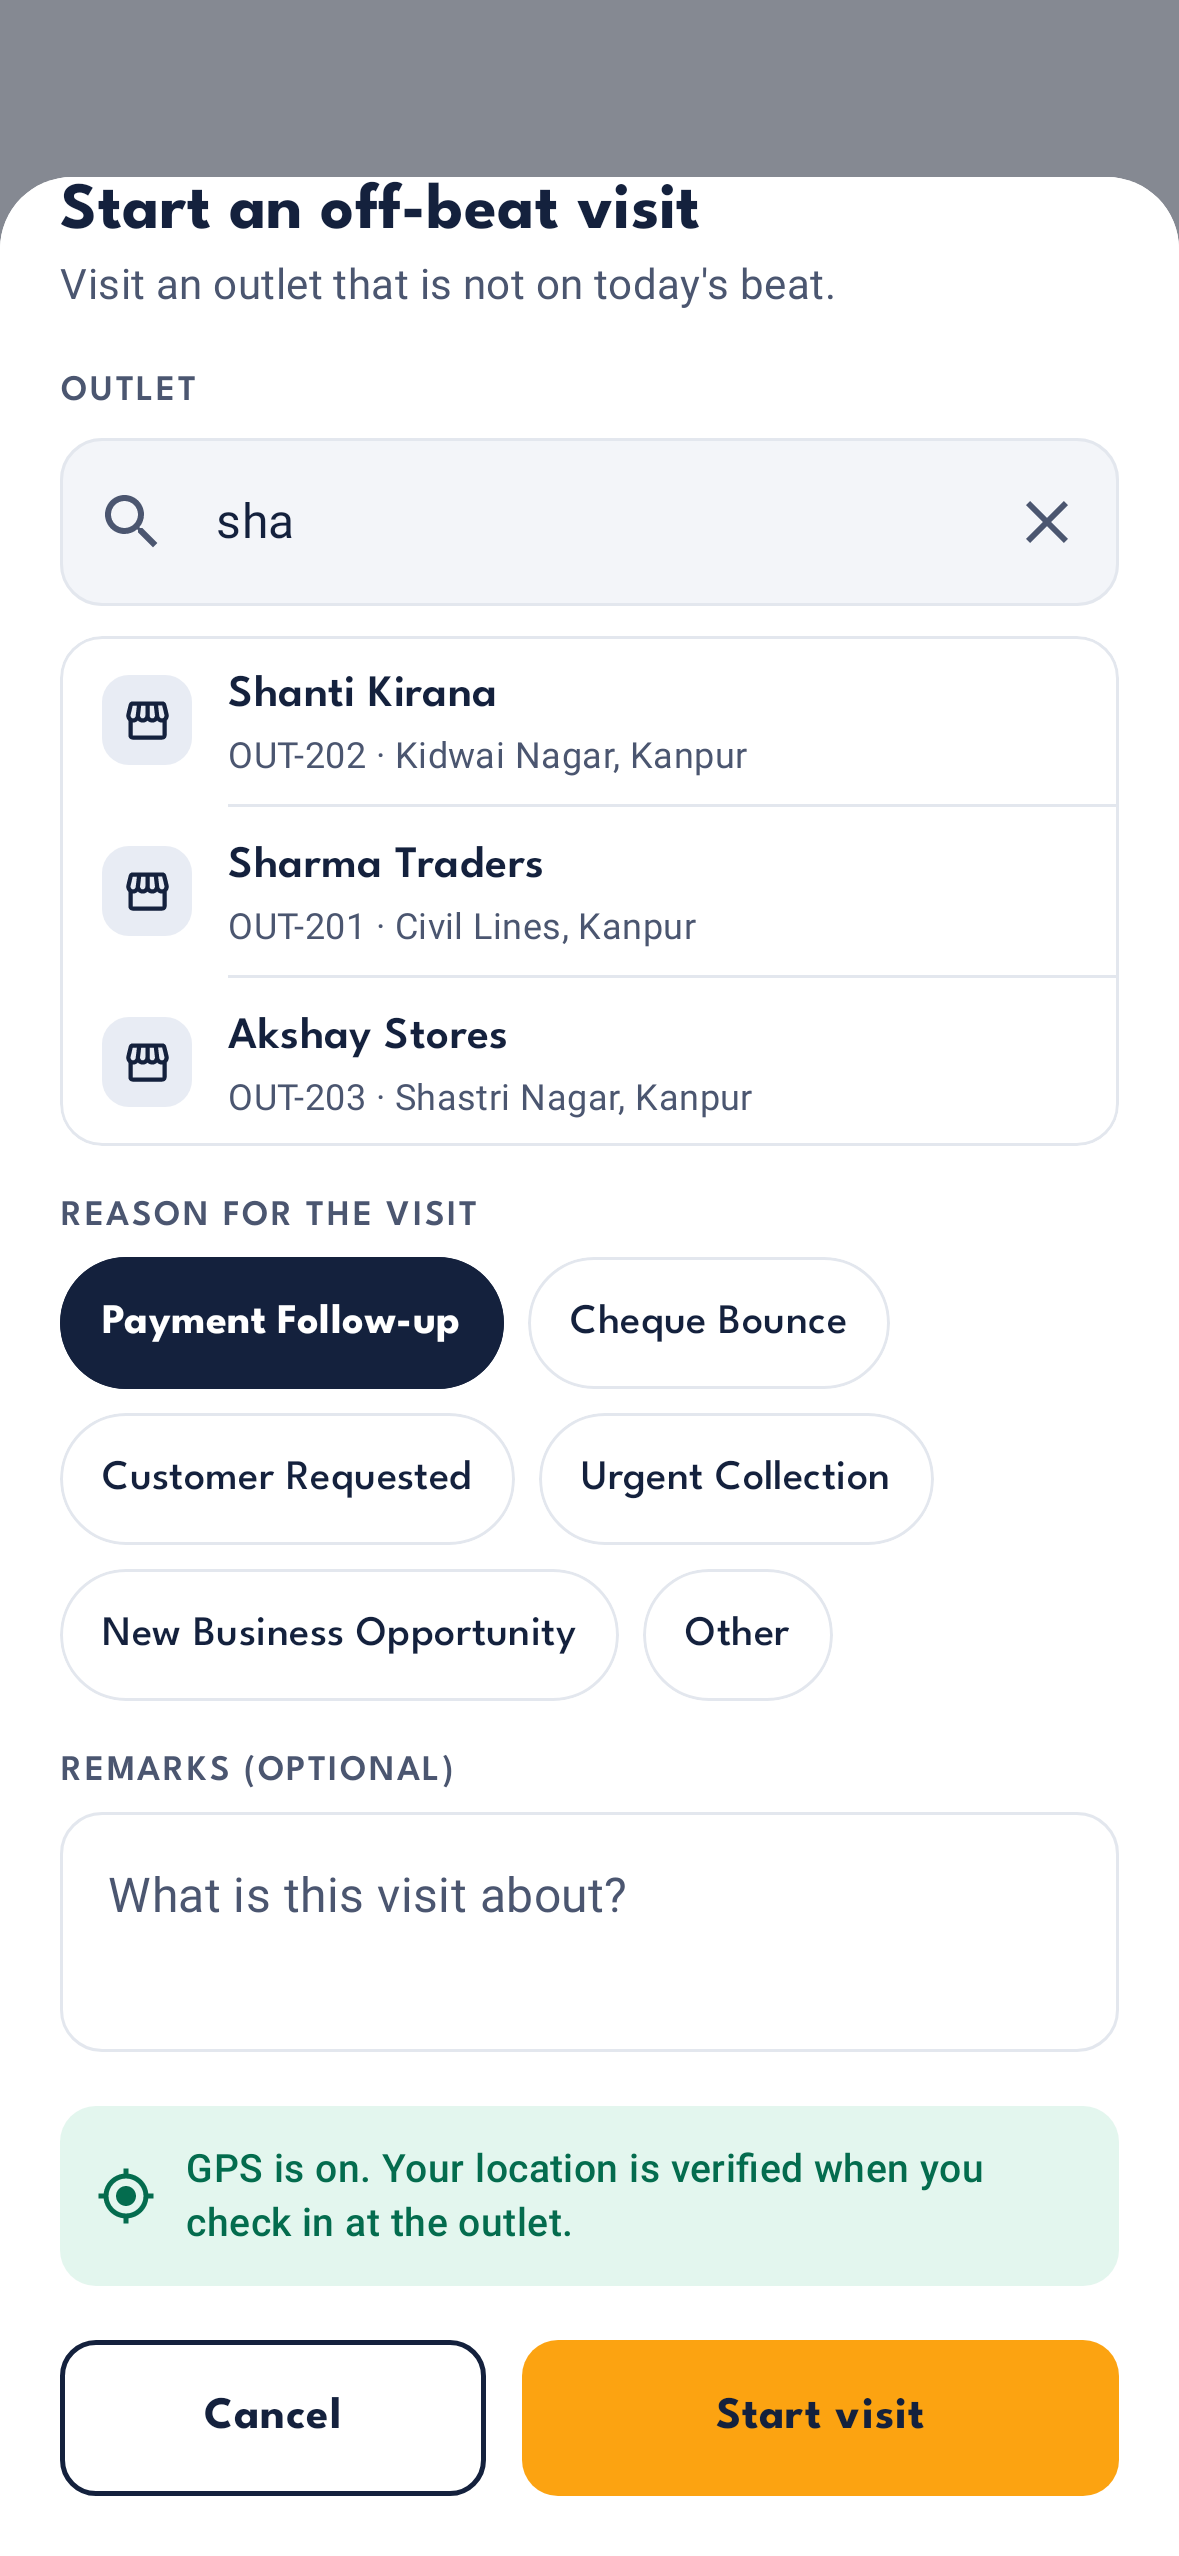 Start an off-beat visit
Visit an outlet that is not on today's beat.
OUTLET
sha
Shanti Kirana
OUT-202 · Kidwai Nagar, Kanpur
Sharma Traders
OUT-201 · Civil Lines, Kanpur
Akshay Stores
OUT-203 · Shastri Nagar, Kanpur
REASON FOR THE VISIT
Payment Follow-up
Cheque Bounce
Customer Requested
Urgent Collection
New Business Opportunity
Other
REMARKS (OPTIONAL)
What is this visit about?
GPS is on. Your location is verified when you
check in at the outlet.
Cancel
Start visit